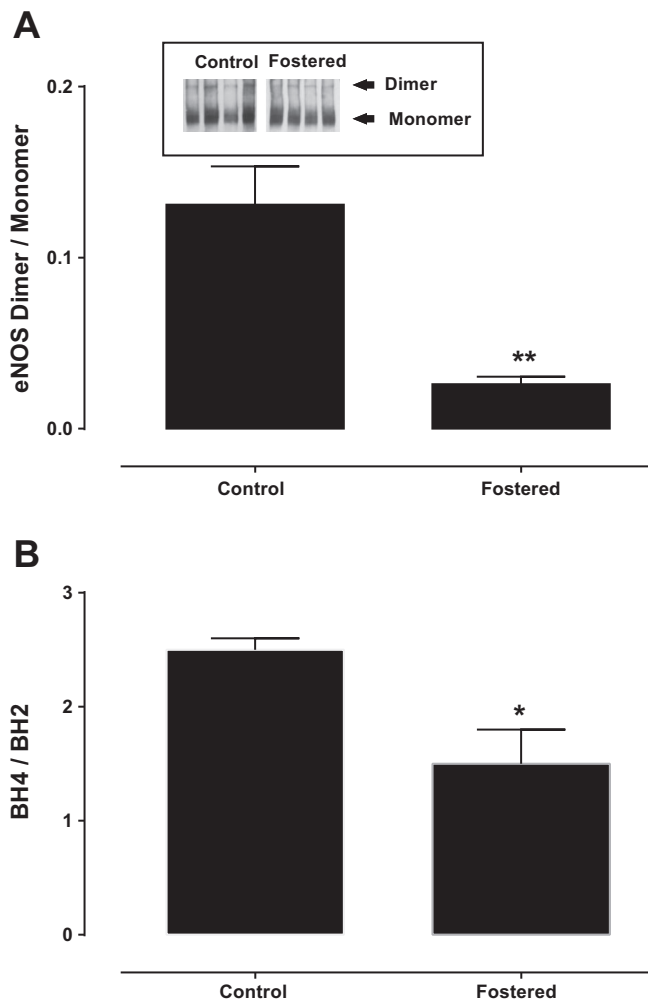 A
Control Fostered
Dimer
Monomer
0.2
0.1
0.0
eNOS Dimer / Monomer
**
Control Fostered
B
3
2
1
0
BH4 / BH2
*
Control Fostered